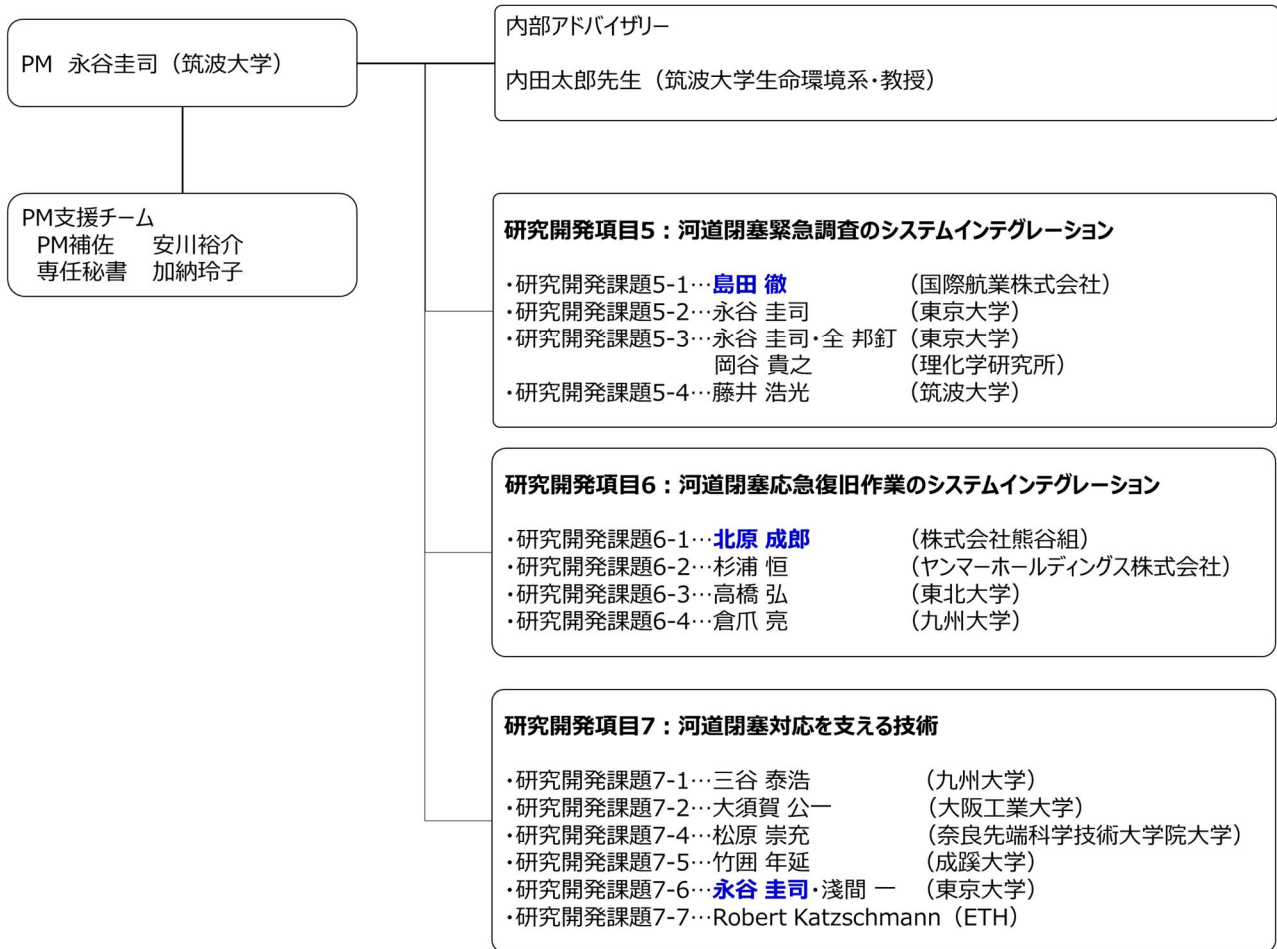 PM 永谷圭司（筑波大学）
PM支援チーム
PM補佐 安川裕介
専任秘書 加納玲子
内部アドバイザリー
内田太郎先生（筑波大学生命環境系・教授）
研究開発項目5：河道閉塞緊急調査のシステムインテグレーション
・研究開発課題5-1…島田 徹 （国際航業株式会社）
・研究開発課題5-2…永谷 圭司 （東京大学）
・研究開発課題5-3…永谷 圭司・全 邦釘 （東京大学）
岡谷 貴之 （理化学研究所）
・研究開発課題5-4…藤井 浩光 （筑波大学）
研究開発項目6：河道閉塞応急復旧作業のシステムインテグレーション
・研究開発課題6-1…北原 成郎 （株式会社熊谷組）
・研究開発課題6-2…杉浦 恒 （ヤンマーホールディングス株式会社）
・研究開発課題6-3…高橋 弘 （東北大学）
・研究開発課題6-4…倉爪 亮 （九州大学）
研究開発項目7：河道閉塞対応を支える技術
・研究開発課題7-1…三谷 泰浩 （九州大学）
・研究開発課題7-2…大須賀 公一 （大阪工業大学）
・研究開発課題7-4…松原 崇充 （奈良先端科学技術大学院大学）
・研究開発課題7-5…竹囲 年延 （成蹊大学）
・研究開発課題7-6…永谷 圭司・淺間 一 （東京大学）
・研究開発課題7-7…Robert Katzschmann（ETH）